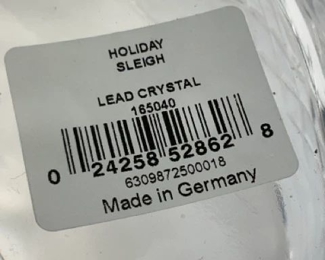 HOLIDAY
SLEIGH
LEAD CRYSTAL
165040
0 24258 52862 8
6309872500018
Made in Germany